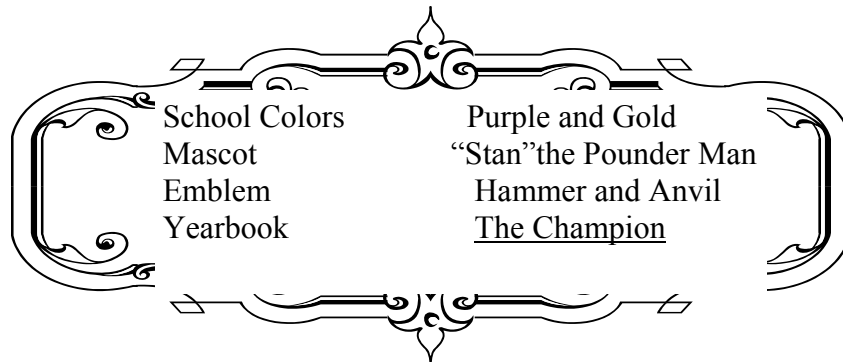 School Colors Purple and Gold
Mascot “Stan”the Pounder Man
Emblem Hammer and Anvil
Yearbook The Champion